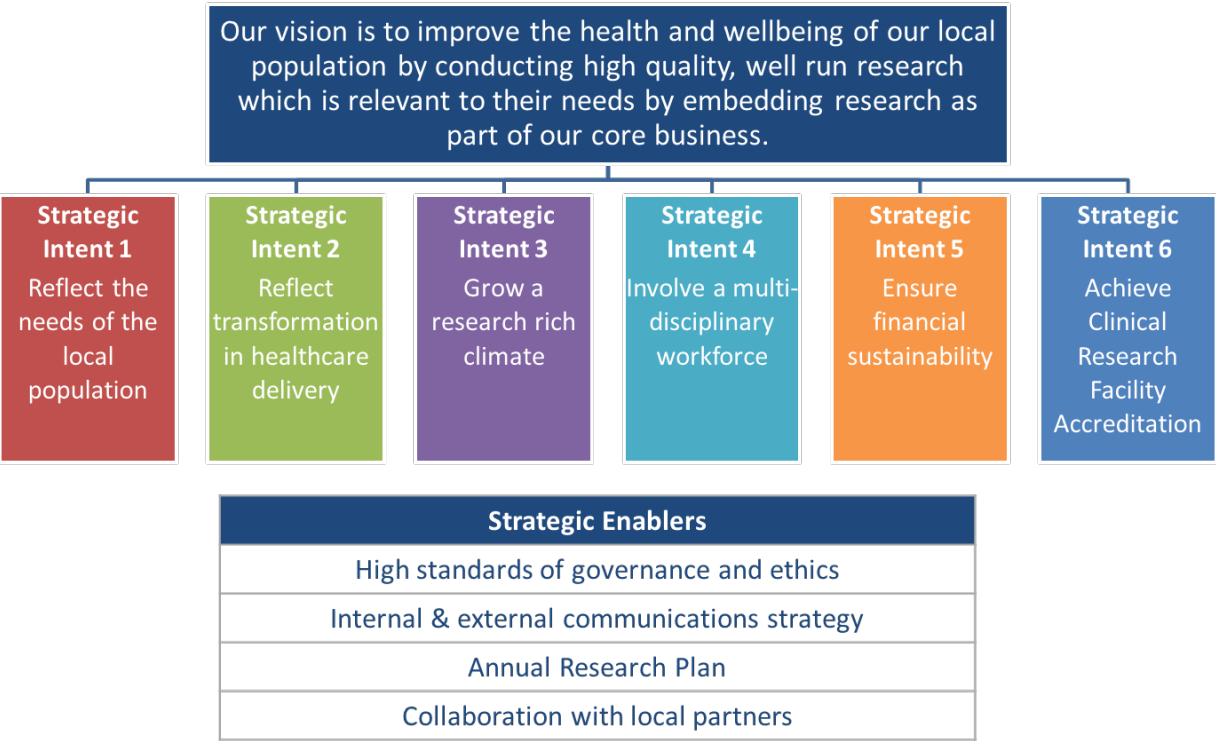 Our vision is to improve the health and wellbeing of our local
population by conducting high quality, well run research
which is relevant to their needs by embedding research as
part of our core business.
Strategic
Intent 1
Reflect the
needs of the
local
population
Strategic
Intent 2
Reflect
transformation
in healthcare
delivery
Strategic
Intent 3
Grow a
research rich
climate
Strategic
Intent 4
Involve a multi-
disciplinary
workforce
Strategic
Intent 5
Ensure
financial
sustainability
Strategic
Intent 6
Achieve
Clinical
Research
Facility
Accreditation
Strategic Enablers
High standards of governance and ethics
Internal & external communications strategy
Annual Research Plan
Collaboration with local partners